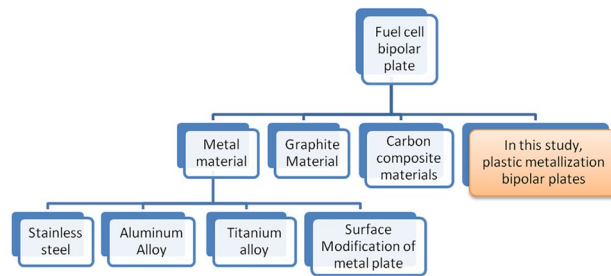 Fuel cell
bipolar
plate
Metal
material
Graphite
Material
Carbon
composite
materials
In this study,
plastic metallization
bipolar plates
Stainless
steel
Aluminum
Alloy
Titanium
alloy
Surface
Modification of
metal plate